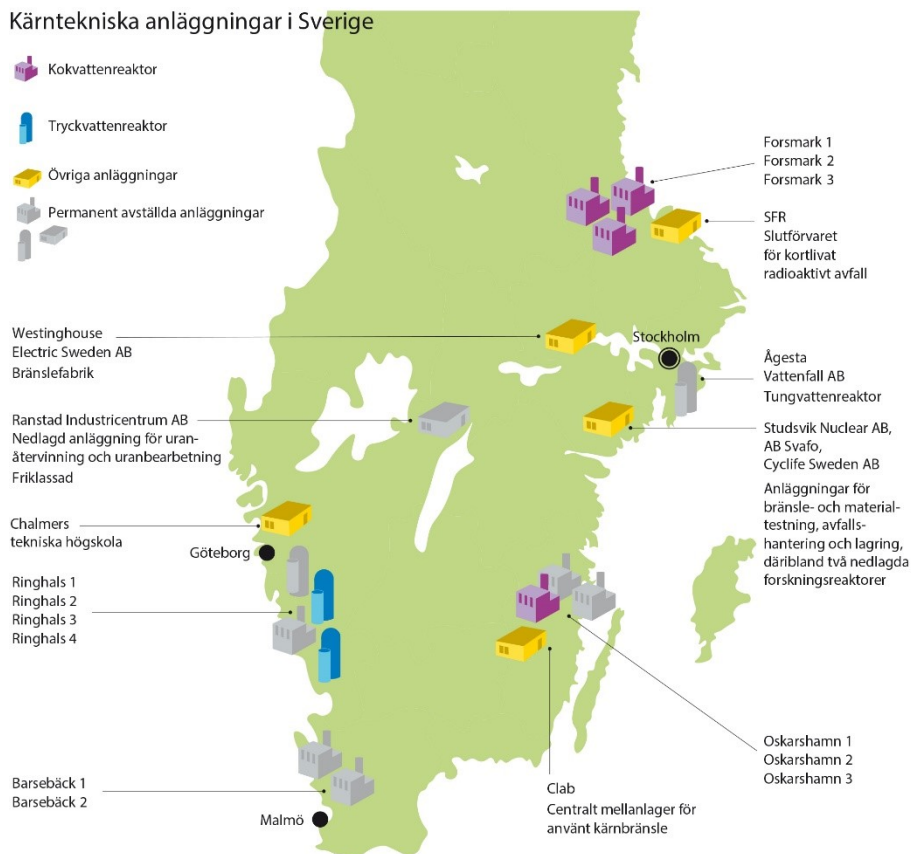 Kärntekniska anläggningar i Sverige
Kokvattenreaktor
Tryckvattenreaktor
Övriga anläggningar
Permanent avställda anläggningar
Forsmark 1
Forsmark 2
Forsmark 3
SFR
Slutförvaret
för kortlivat
radioaktivt avfall
Westinghouse
Electric Sweden AB
Bränslefabrik
Stockholm
Ågesta
Vattenfall AB
Tungvattenreaktor
Ranstad Industricentrum AB
Nedlagd anläggning för uran-
återvinning och uranbearbetning
Friklassad
Studsvik Nuclear AB,
AB Svafo,
Cyclife Sweden AB
Anläggningar för
bränsle- och material-
testning, avfalls-
hantering och lagring,
däribland två nedlagda
forskningsreaktorer
Chalmers
tekniska högskola
Göteborg
Ringhals 1
Ringhals 2
Ringhals 3
Ringhals 4
Oskarshamn 1
Oskarshamn 2
Oskarshamn 3
Clab
Centralt mellanlager för
använt kärnbränsle
Barsebäck 1
Barsebäck 2
Malmö